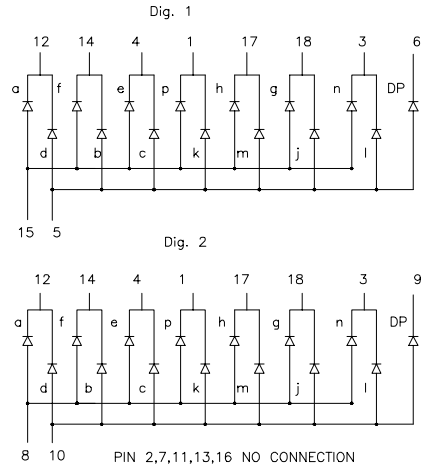 Dig. 1
12 14 4 1 17 18 3 6
a f e p h g n DP
d b c k m j l
15 5
Dig. 2
12 14 4 1 17 18 3 9
a f e p h g n DP
d b c k m j l
8 10 PIN 2,7,11,13,16 NO CONNECTION